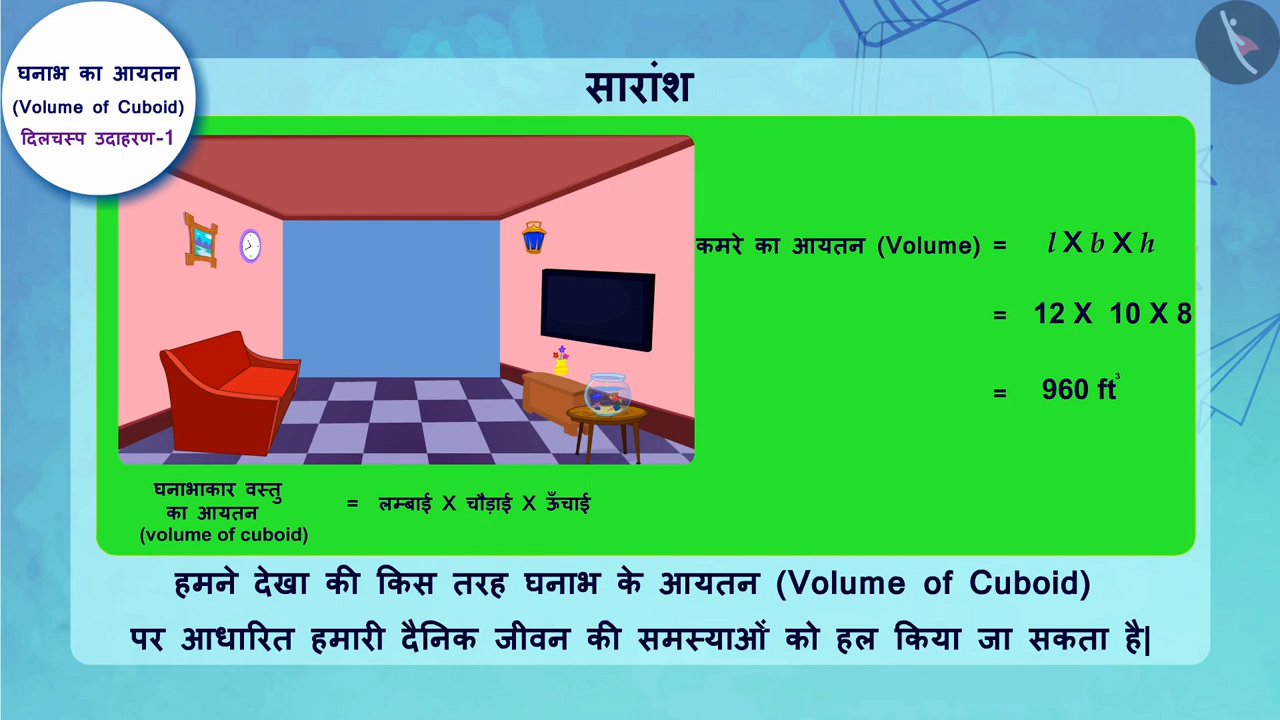 घनाभ का आयतन
(Volume of Cuboid)
दिलचस्प उदाहरण-1
सारांश
कमरे का आयतन (Volume) = l X b X h
= 12 X 10 X 8
= 960 ft³
घनाभाकार वस्तु
का आयतन
(volume of cuboid)
= लम्बाई X चौड़ाई X ऊँचाई
हमने देखा की किस तरह घनाभ के आयतन (Volume of Cuboid)
पर आधारित हमारी दैनिक जीवन की समस्याओं को हल किया जा सकता है|